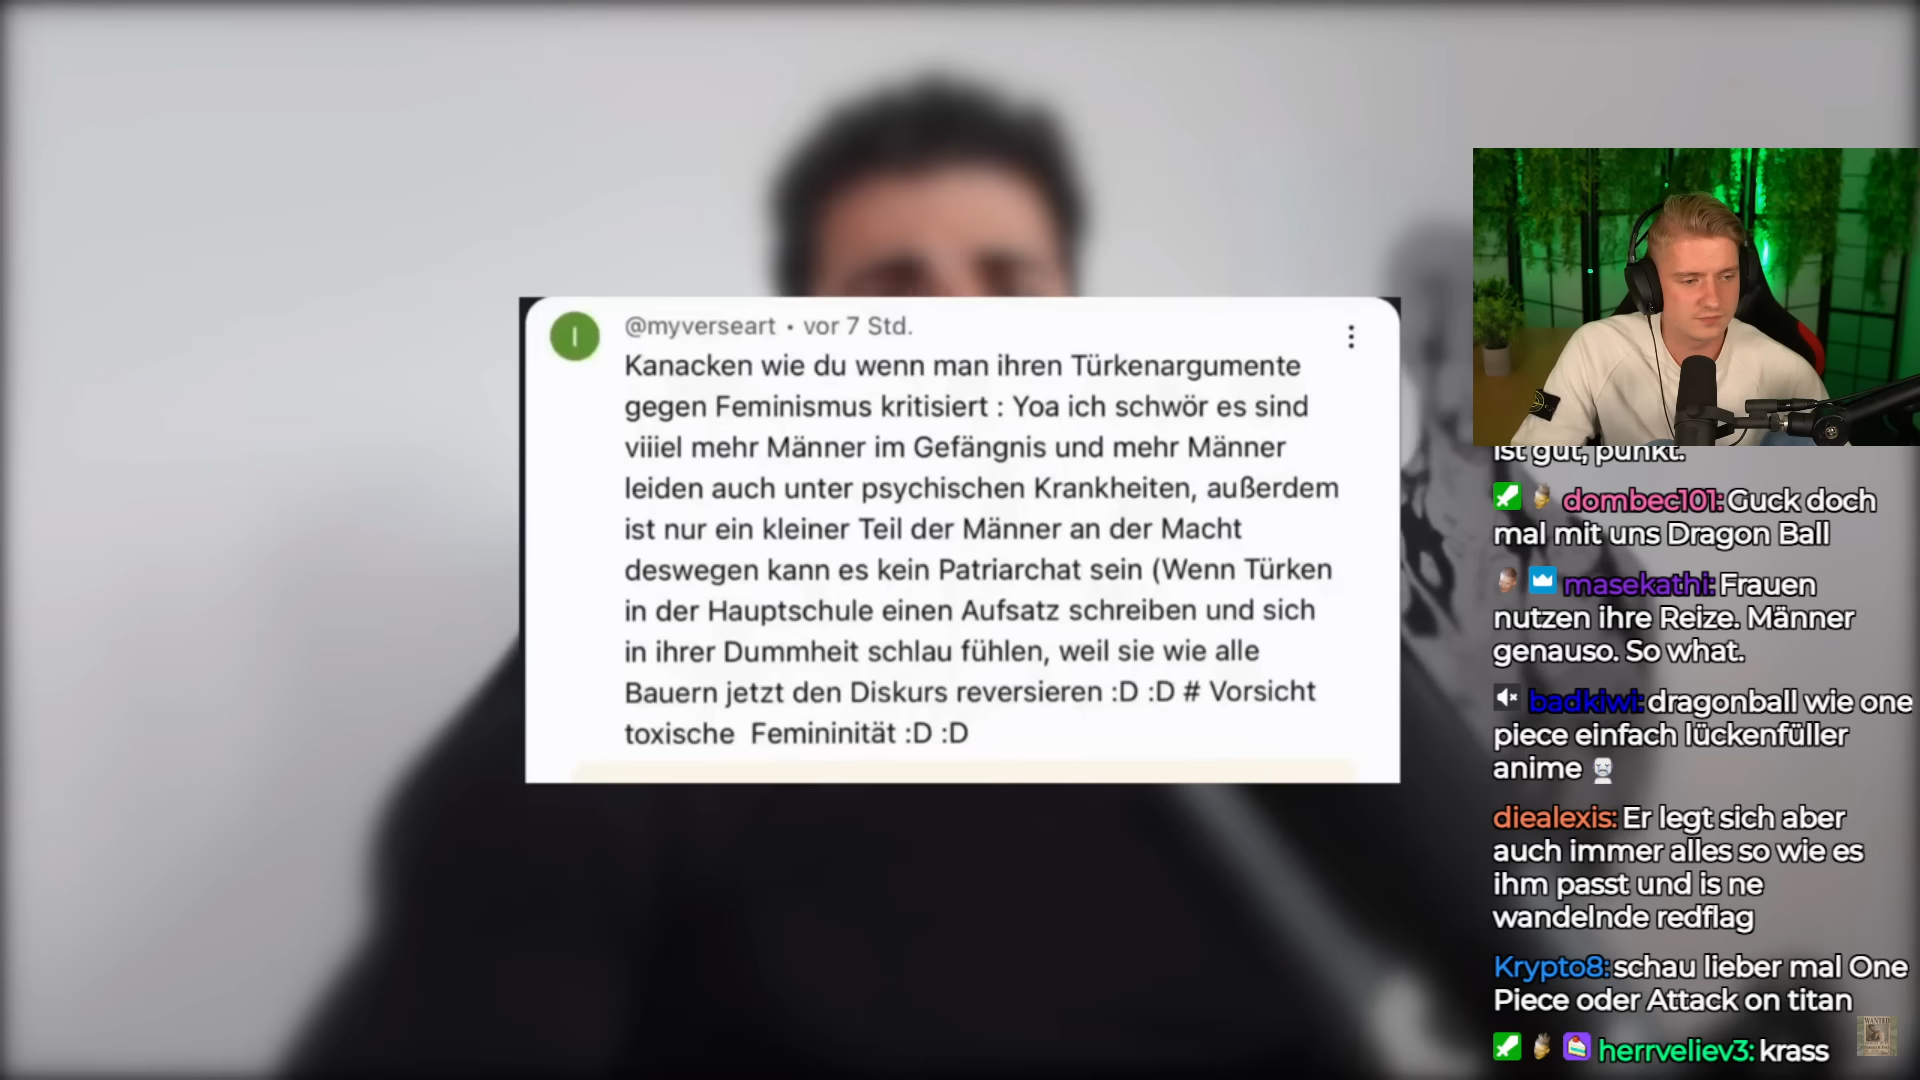 @myverseart • vor 7 Std.
Kanacken wie du wenn man ihren Türkenargumente
gegen Feminismus kritisiert : Yoa ich schwör es sind
viiiel mehr Männer im Gefängnis und mehr Männer
leiden auch unter psychischen Krankheiten, außerdem
ist nur ein kleiner Teil der Männer an der Macht
deswegen kann es kein Patriarchat sein (Wenn Türken
in der Hauptschule einen Aufsatz schreiben und sich
in ihrer Dummheit schlau fühlen, weil sie wie alle
Bauern jetzt den Diskurs reversieren :D :D # Vorsicht
toxische  Femininität :D :D
ist gut, punkt.
dombec101: Guck doch
mal mit uns Dragon Ball
masekathi: Frauen
nutzen ihre Reize. Männer
genauso. So what.
badkiwi: dragonball wie one
piece einfach lückenfüller
anime
diealexis: Er legt sich aber
auch immer alles so wie es
ihm passt und is ne
wandelnde redflag
Krypto8: schau lieber mal One
Piece oder Attack on titan
herrveliev3: krass
WANTED